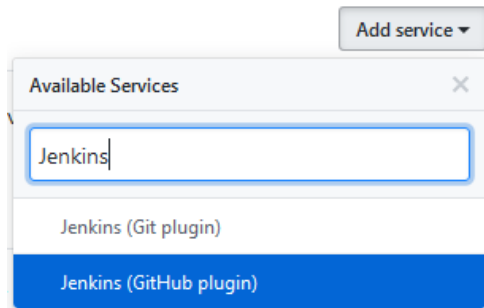 Add service
Available Services
Jenkins
Jenkins (Git plugin)
Jenkins (GitHub plugin)